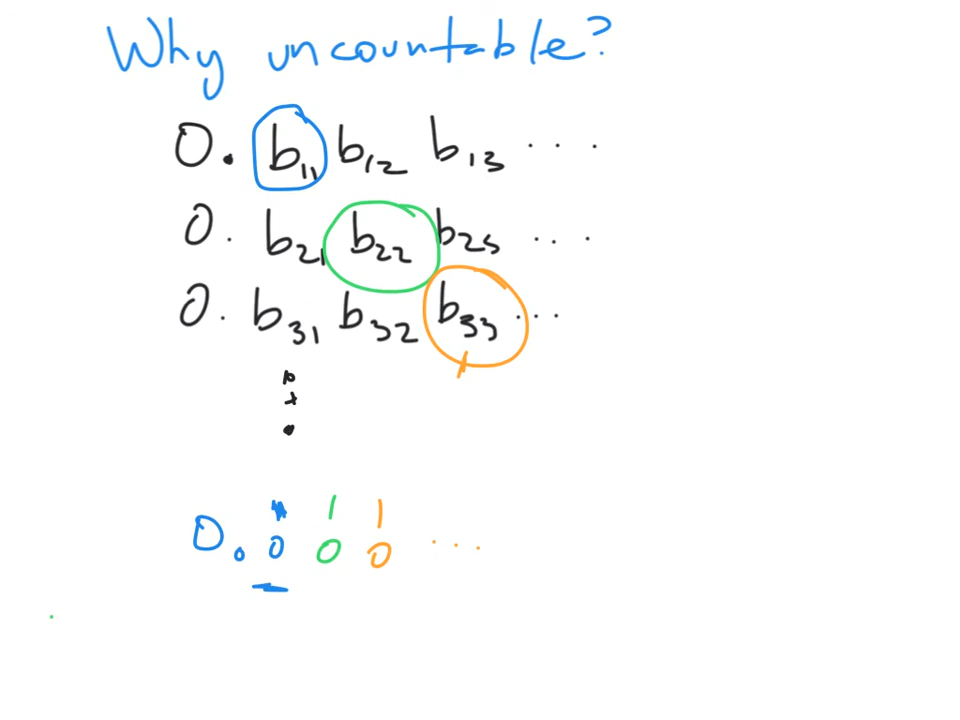 Why uncountable?
0. b11 b12 b13 ...
0. b21 b22 b23 ...
0. b31 b32 b33 ...
1 1
0. 0 0 0 ...